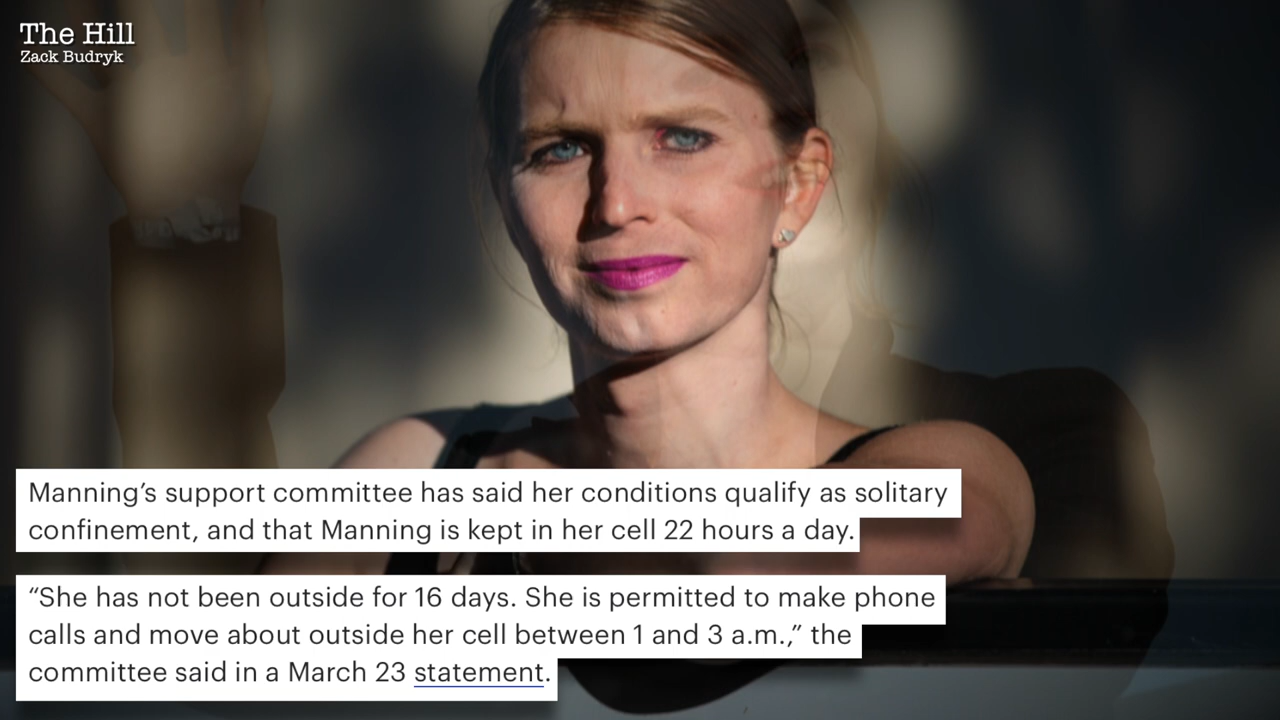 The Hill
Zack Budryk
Manning’s support committee has said her conditions qualify as solitary
confinement, and that Manning is kept in her cell 22 hours a day.
“She has not been outside for 16 days. She is permitted to make phone
calls and move about outside her cell between 1 and 3 a.m.,” the
committee said in a March 23 statement.